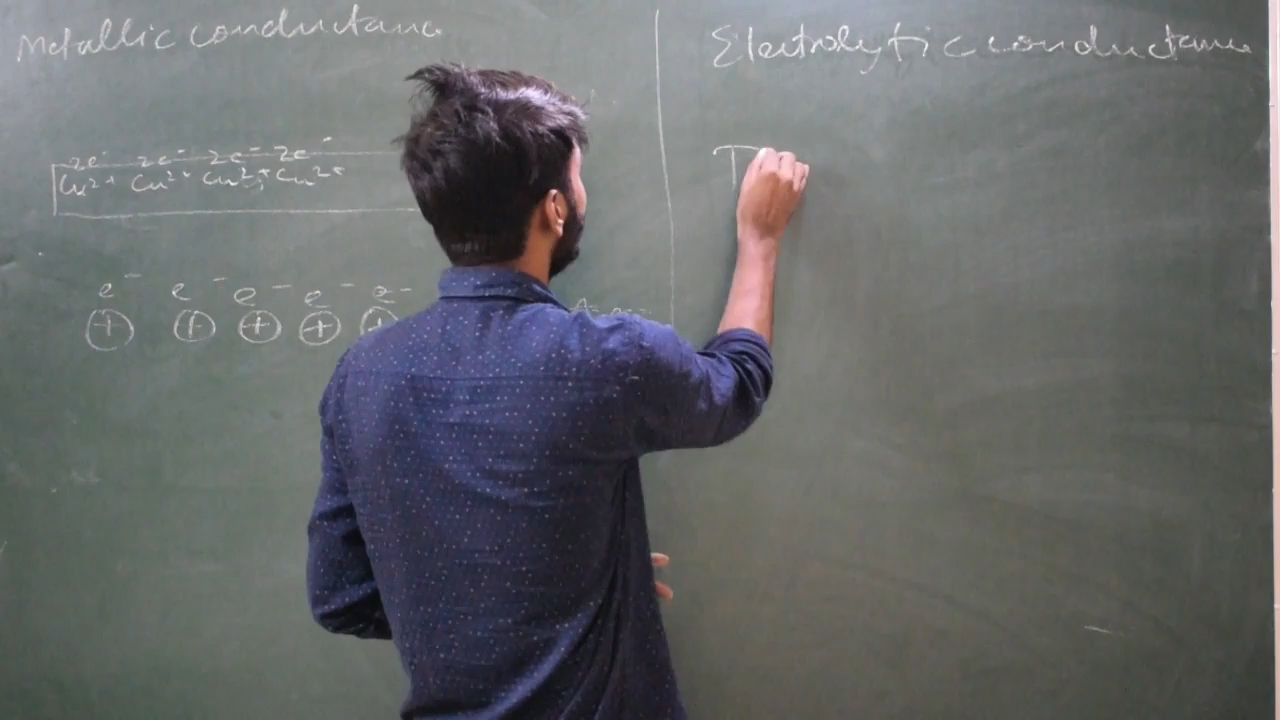 Metallic conductance
2e⁻ 2e⁻ 2e⁻ 2e⁻
Cu²⁺ Cu²⁺ Cu²⁺ Cu²⁺
e⁻ e⁻ e⁻ e⁻ e⁻
+ + + + +
Electrolytic conductance
T